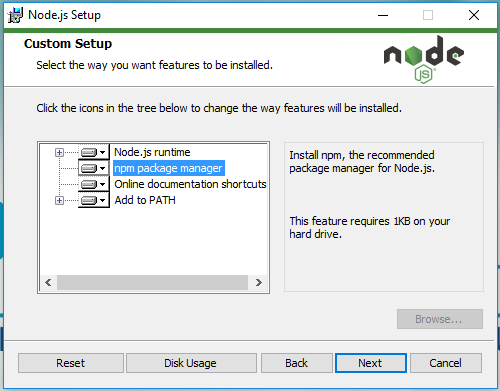 Node.js Setup
Custom Setup
Select the way you want features to be installed.
node
JS
®
Click the icons in the tree below to change the way features will be installed.
Node.js runtime
npm package manager
Online documentation shortcuts
Add to PATH
Install npm, the recommended
package manager for Node.js.
This feature requires 1KB on your
hard drive.
Browse...
Reset
Disk Usage
Back
Next
Cancel